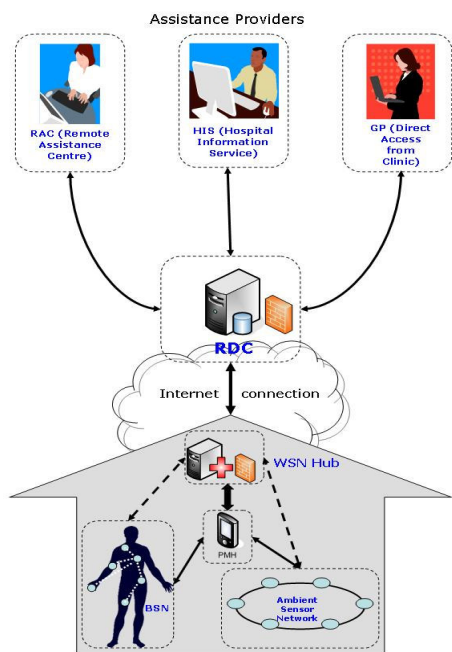 Assistance Providers
RAC (Remote
Assistance
Centre)
HIS (Hospital
Information
Service)
GP (Direct
Access
from
Clinic)
RDC
Internet connection
WSN Hub
PMH
BSN
Ambient
Sensor
Network